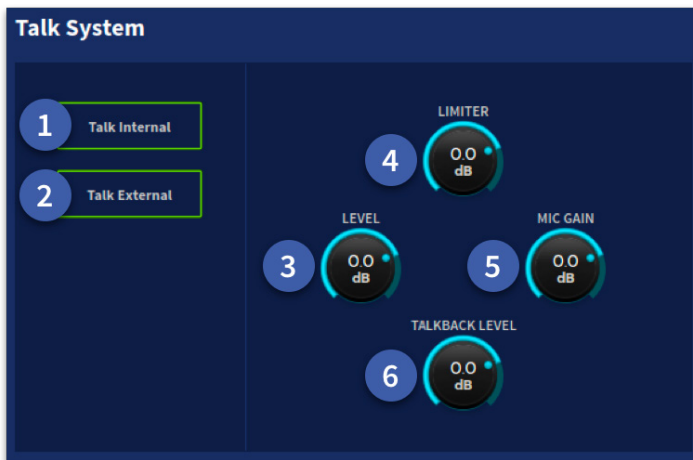 Talk System
1
Talk Internal
2
Talk External
LIMITER
4
0.0
dB
LEVEL
3
0.0
dB
MIC GAIN
5
0.0
dB
TALKBACK LEVEL
6
0.0
dB